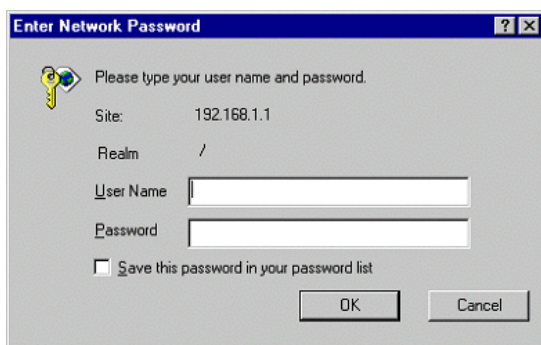 Enter Network Password
Please type your user name and password.
Site: 192.168.1.1
Realm /
User Name
Password
Save this password in your password list
OK Cancel